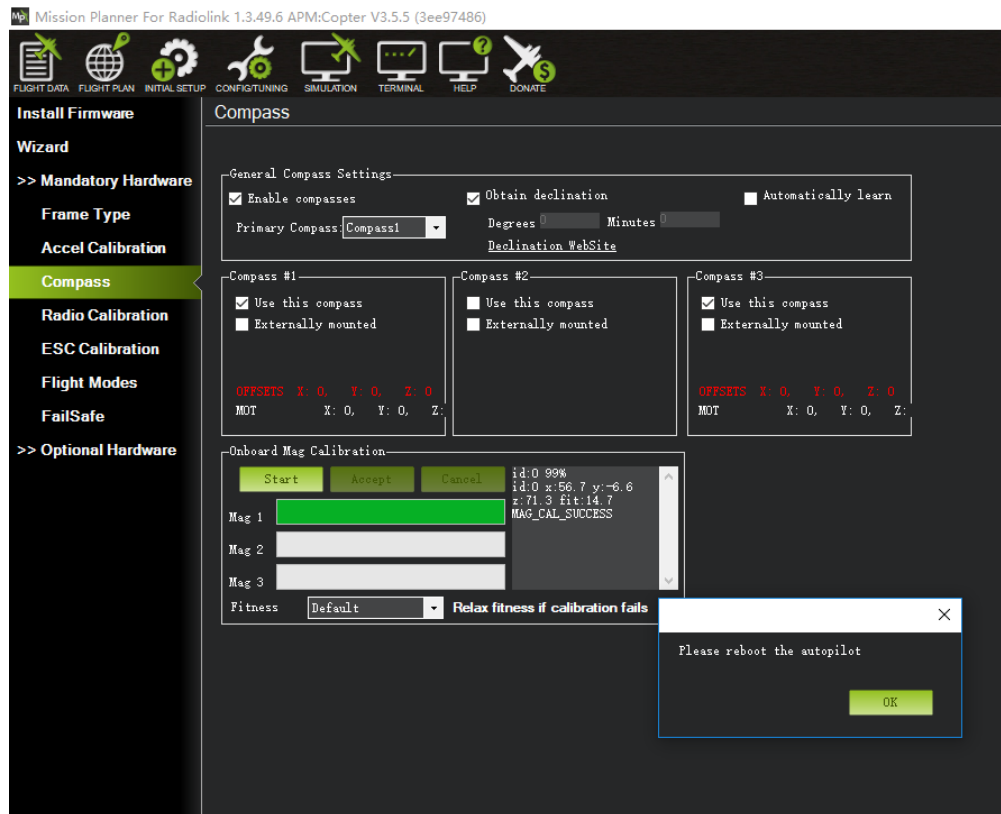 Mission Planner For Radiolink 1.3.49.6 APM:Copter V3.5.5 (3ee97486)
FLIGHT DATA FLIGHT PLAN INITIAL SETUP CONFIG/TUNING SIMULATION TERMINAL HELP DONATE
Install Firmware
Wizard
>> Mandatory Hardware
Frame Type
Accel Calibration
Compass
Radio Calibration
ESC Calibration
Flight Modes
FailSafe
>> Optional Hardware
Compass
General Compass Settings
Enable compasses
Obtain declination
Automatically learn
Primary Compass: Compass1
Degrees 0 Minutes 0
Declination WebSite
Compass #1
Use this compass
Externally mounted
OFFSETS X: 0, Y: 0, Z: 0
MOT X: 0, Y: 0, Z:
Compass #2
Use this compass
Externally mounted
Compass #3
Use this compass
Externally mounted
OFFSETS X: 0, Y: 0, Z: 0
MOT X: 0, Y: 0, Z:
Onboard Mag Calibration
Start Accept Cancel
id:0 99%
id:0 x:56.7 y:-6.6
z:71.3 fit:14.7
MAG_CAL_SUCCESS
Mag 1
Mag 2
Mag 3
Fitness Default Relax fitness if calibration fails
Please reboot the autopilot
OK